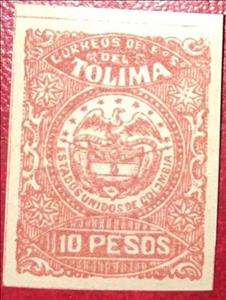 CORREOS DEL E. S.
DEL
TOLIMA
ESTADOS UNIDOS DE COLOMBIA
10 PESOS